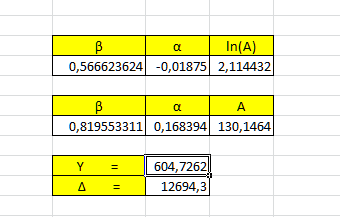 β α ln(A)
0,566623624 -0,01875 2,114432
β α A
0,819553311 0,168394 130,1464
Y = 604,7262
Δ = 12694,3